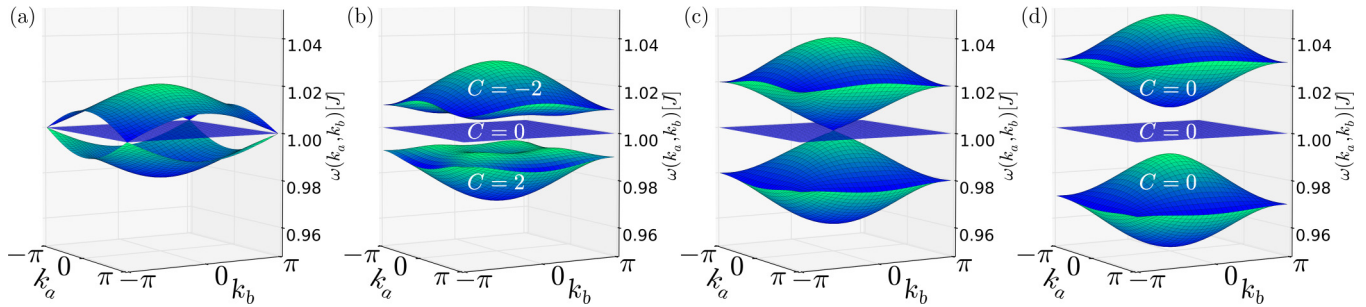 (a)
1.04
1.02
1.00
0.98
0.96
ω(k_a, k_b)[J]
−π
0
π
k_a
−π
0
π
k_b
(b)
C = −2
C = 0
C = 2
1.04
1.02
1.00
0.98
0.96
ω(k_a, k_b)[J]
−π
0
π
k_a
−π
0
π
k_b
(c)
1.04
1.02
1.00
0.98
0.96
ω(k_a, k_b)[J]
−π
0
π
k_a
−π
0
π
k_b
(d)
C = 0
C = 0
C = 0
1.04
1.02
1.00
0.98
0.96
ω(k_a, k_b)[J]
−π
0
π
k_a
−π
0
π
k_b